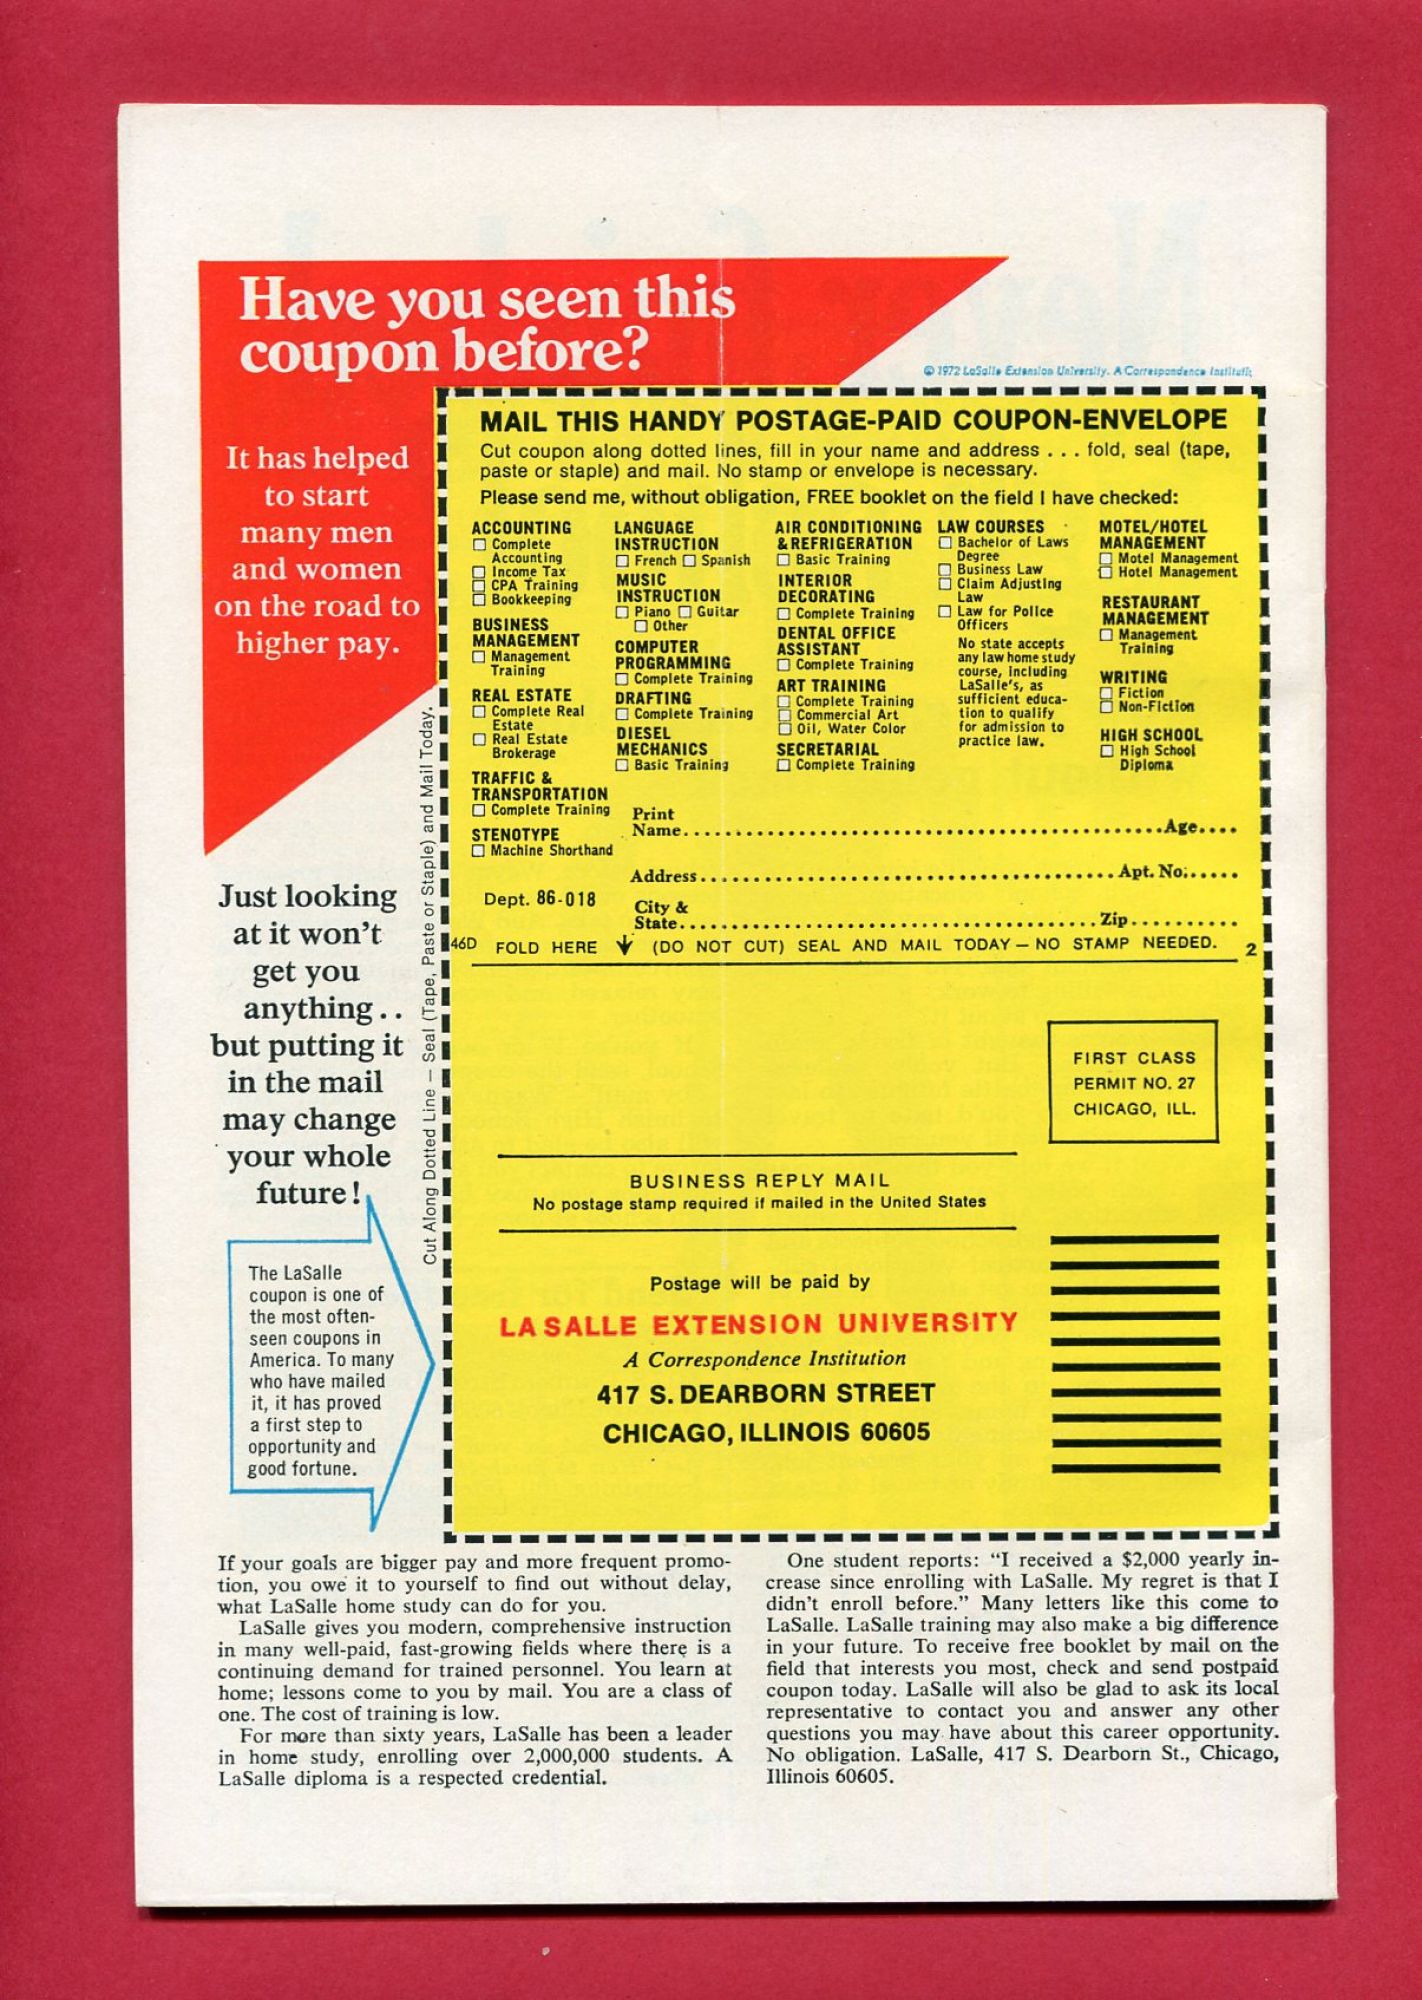 Have you seen this
coupon before?
© 1972 LaSalle Extension University. A Correspondence Institution
It has helped
to start
many men
and women
on the road to
higher pay.
Just looking
at it won't
get you
anything . .
but putting it
in the mail
may change
your whole
future!
The LaSalle
coupon is one of
the most often-
seen coupons in
America. To many
who have mailed
it, it has proved
a first step to
opportunity and
good fortune.
Cut Along Dotted Line — Seal (Tape, Paste or Staple) and Mail Today.
MAIL THIS HANDY POSTAGE-PAID COUPON-ENVELOPE
Cut coupon along dotted lines, fill in your name and address . . . fold, seal (tape,
paste or staple) and mail. No stamp or envelope is necessary.
Please send me, without obligation, FREE booklet on the field I have checked:
ACCOUNTING
Complete
Accounting
Income Tax
CPA Training
Bookkeeping
BUSINESS
MANAGEMENT
Management
Training
REAL ESTATE
Complete Real
Estate
Real Estate
Brokerage
TRAFFIC &
TRANSPORTATION
Complete Training
STENOTYPE
Machine Shorthand
LANGUAGE
INSTRUCTION
French Spanish
MUSIC
INSTRUCTION
Piano Guitar
Other
COMPUTER
PROGRAMMING
Complete Training
DRAFTING
Complete Training
DIESEL
MECHANICS
Basic Training
AIR CONDITIONING
& REFRIGERATION
Basic Training
INTERIOR
DECORATING
Complete Training
DENTAL OFFICE
ASSISTANT
Complete Training
ART TRAINING
Complete Training
Commercial Art
Oil, Water Color
SECRETARIAL
Complete Training
LAW COURSES
Bachelor of Laws
Degree
Business Law
Claim Adjusting
Law
Law for Police
Officers
No state accepts
any law home study
course, including
LaSalle's, as
sufficient educa-
tion to qualify
for admission to
practice law.
MOTEL/HOTEL
MANAGEMENT
Motel Management
Hotel Management
RESTAURANT
MANAGEMENT
Management
Training
WRITING
Fiction
Non-Fiction
HIGH SCHOOL
High School
Diploma
Print
Name........Age....
Address........Apt. No.....
Dept. 86-018
City &
State........Zip........
46D FOLD HERE ↓ (DO NOT CUT) SEAL AND MAIL TODAY — NO STAMP NEEDED. 2
FIRST CLASS
PERMIT NO. 27
CHICAGO, ILL.
BUSINESS REPLY MAIL
No postage stamp required if mailed in the United States
Postage will be paid by
LA SALLE EXTENSION UNIVERSITY
A Correspondence Institution
417 S. DEARBORN STREET
CHICAGO, ILLINOIS 60605
If your goals are bigger pay and more frequent promo-
tion, you owe it to yourself to find out without delay,
what LaSalle home study can do for you.
LaSalle gives you modern, comprehensive instruction
in many well-paid, fast-growing fields where there is a
continuing demand for trained personnel. You learn at
home; lessons come to you by mail. You are a class of
one. The cost of training is low.
For more than sixty years, LaSalle has been a leader
in home study, enrolling over 2,000,000 students. A
LaSalle diploma is a respected credential.
One student reports: "I received a $2,000 yearly in-
crease since enrolling with LaSalle. My regret is that I
didn't enroll before." Many letters like this come to
LaSalle. LaSalle training may also make a big difference
in your future. To receive free booklet by mail on the
field that interests you most, check and send postpaid
coupon today. LaSalle will also be glad to ask its local
representative to contact you and answer any other
questions you may have about this career opportunity.
No obligation. LaSalle, 417 S. Dearborn St., Chicago,
Illinois 60605.